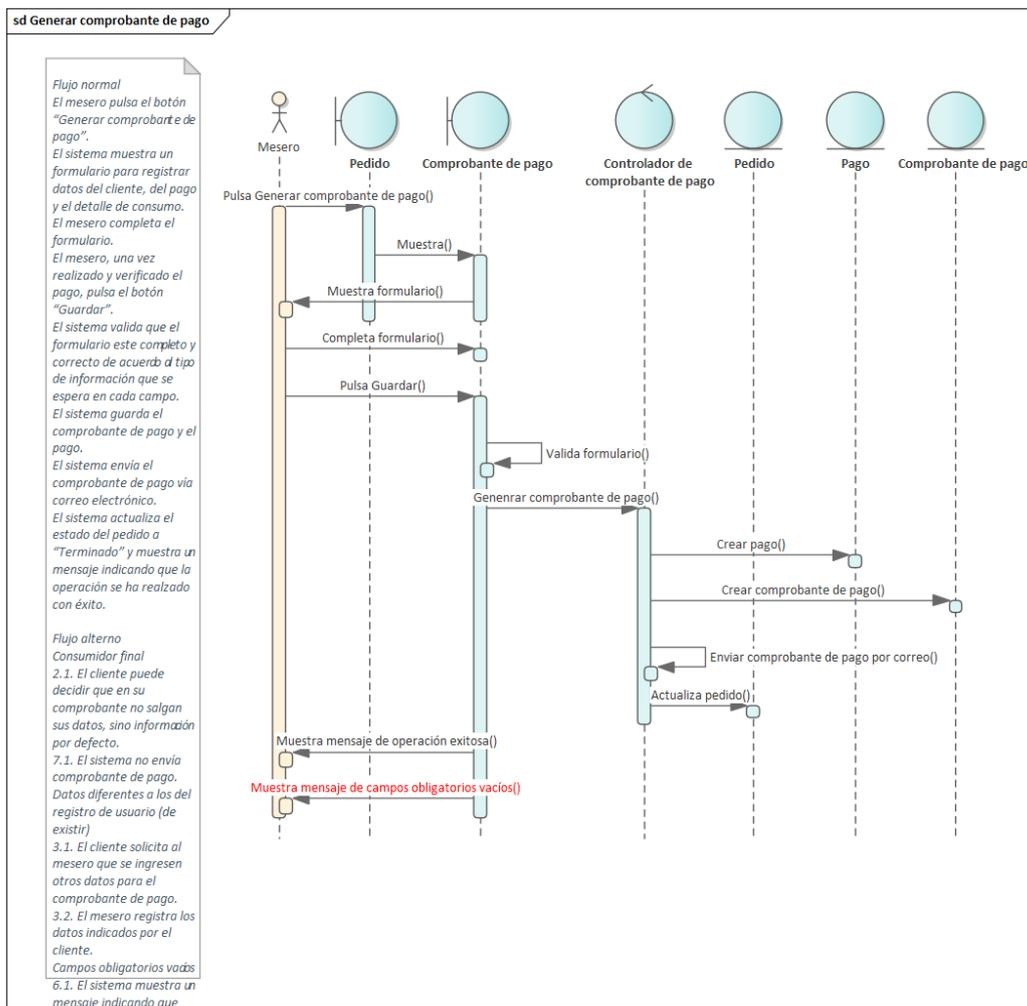 sd Generar comprobante de pago
Flujo normal
El mesero pulsa el botón
“Generar comprobante de
pago”.
El sistema muestra un
formulario para registrar
datos del cliente, del pago
y el detalle de consumo.
El mesero completa el
formulario.
El mesero, una vez
realizado y verificado el
pago, pulsa el botón
“Guardar”.
El sistema valida que el
formulario este completo y
correcto de acuerdo al tipo
de información que se
espera en cada campo.
El sistema guarda el
comprobante de pago y el
pago.
El sistema envía el
comprobante de pago vía
correo electrónico.
El sistema actualiza el
estado del pedido a
“Terminado” y muestra un
mensaje indicando que la
operación se ha realzado
con éxito.
Flujo alterno
Consumidor final
2.1. El cliente puede
decidir que en su
comprobante no salgan
sus datos, sino información
por defecto.
7.1. El sistema no envía
comprobante de pago.
Datos diferentes a los del
registro de usuario (de
existir)
3.1. El cliente solicita al
mesero que se ingresen
otros datos para el
comprobante de pago.
3.2. El mesero registra los
datos indicados por el
cliente.
Campos obligatorios vacíos
6.1. El sistema muestra un
mensaje indicando que
Mesero
Pedido
Comprobante de pago
Controlador de
comprobante de pago
Pedido
Pago
Comprobante de pago
Pulsa Generar comprobante de pago()
Muestra()
Muestra formulario()
Completa formulario()
Pulsa Guardar()
Valida formulario()
Genenrar comprobante de pago()
Crear pago()
Crear comprobante de pago()
Enviar comprobante de pago por correo()
Actualiza pedido()
Muestra mensaje de operación exitosa()
Muestra mensaje de campos obligatorios vacíos()